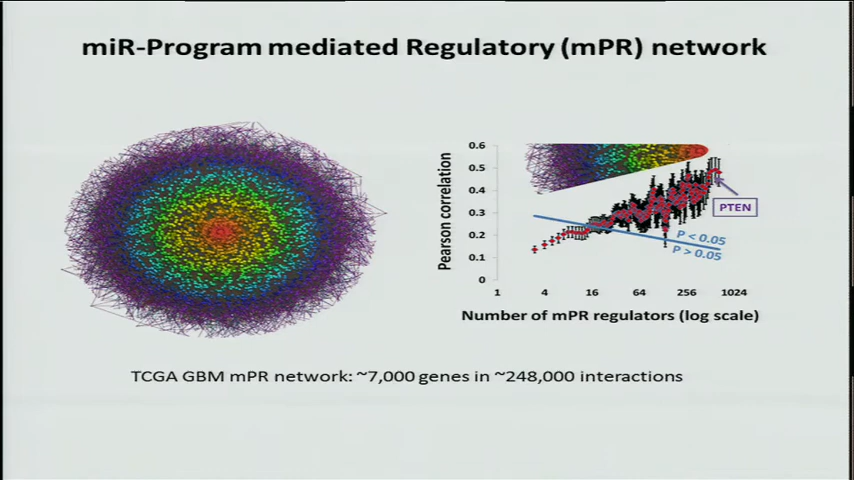 miR-Program mediated Regulatory (mPR) network
Pearson correlation
0.6
0.5
0.4
0.3
0.2
0.1
0
PTEN
P < 0.05
P > 0.05
1
4
16
64
256
1024
Number of mPR regulators (log scale)
TCGA GBM mPR network: ~7,000 genes in ~248,000 interactions